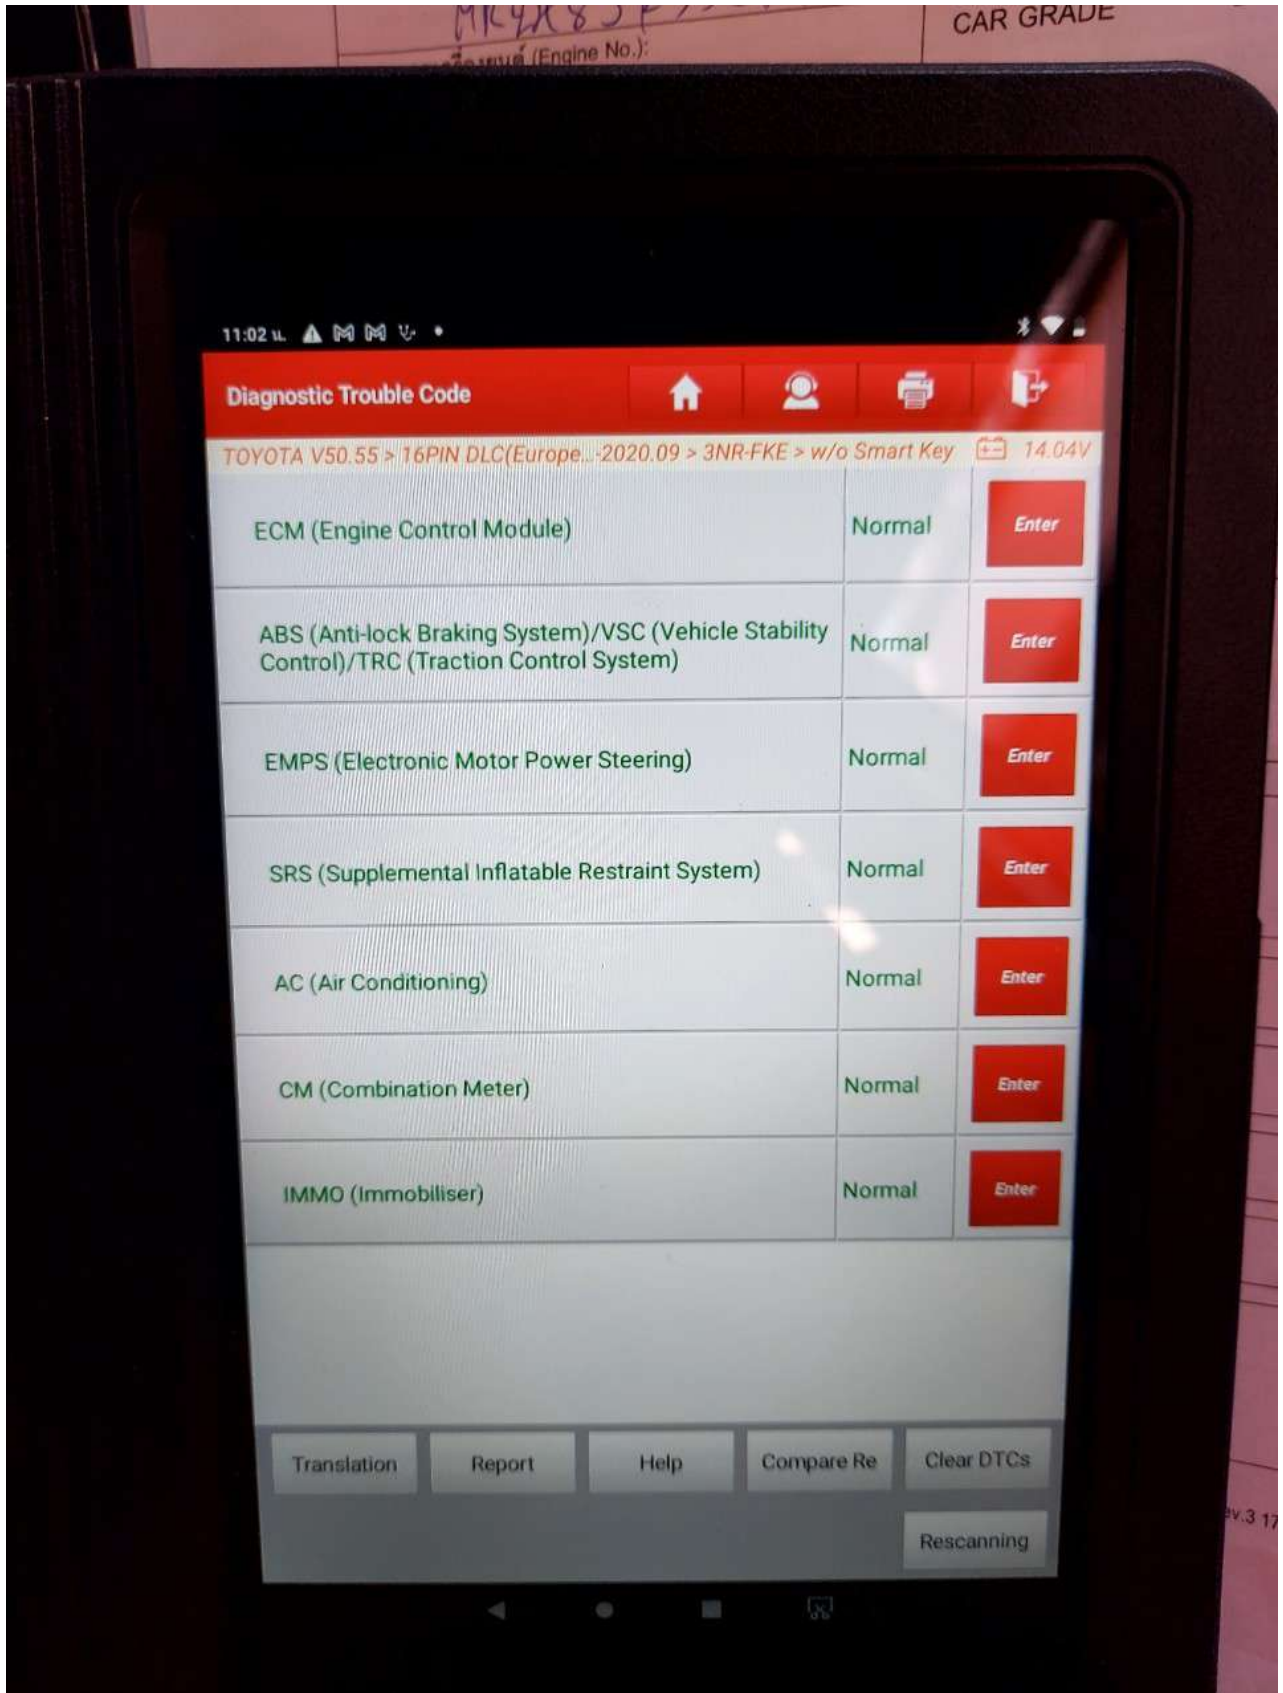 CAR GRADE
(Engine No.):
11:02 น.
Diagnostic Trouble Code
TOYOTA V50.55 > 16PIN DLC(Europe...-2020.09 > 3NR-FKE > w/o Smart Key 14.04V
ECM (Engine Control Module) Normal Enter
ABS (Anti-lock Braking System)/VSC (Vehicle Stability
Control)/TRC (Traction Control System) Normal Enter
EMPS (Electronic Motor Power Steering) Normal Enter
SRS (Supplemental Inflatable Restraint System) Normal Enter
AC (Air Conditioning) Normal Enter
CM (Combination Meter) Normal Enter
IMMO (Immobiliser) Normal Enter
Translation Report Help Compare Re Clear DTCs
Rescanning